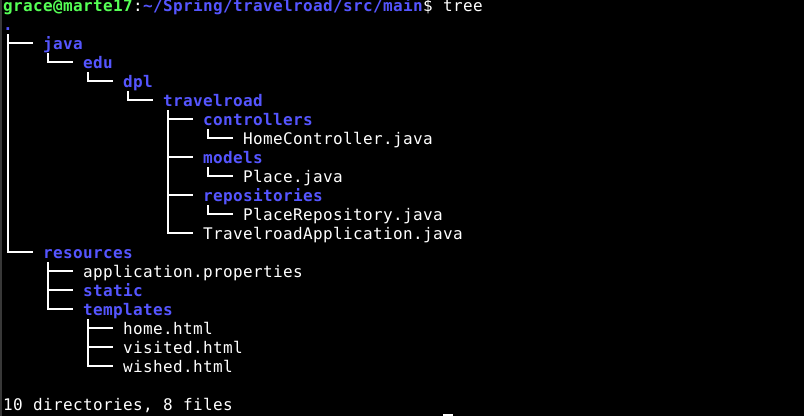 grace@marte17:~/Spring/travelroad/src/main$ tree
.
├── java
│   └── edu
│       └── dpl
│           └── travelroad
│               ├── controllers
│               │   └── HomeController.java
│               ├── models
│               │   └── Place.java
│               ├── repositories
│               │   └── PlaceRepository.java
│               └── TravelroadApplication.java
└── resources
    ├── application.properties
    ├── static
    └── templates
        ├── home.html
        ├── visited.html
        └── wished.html
10 directories, 8 files